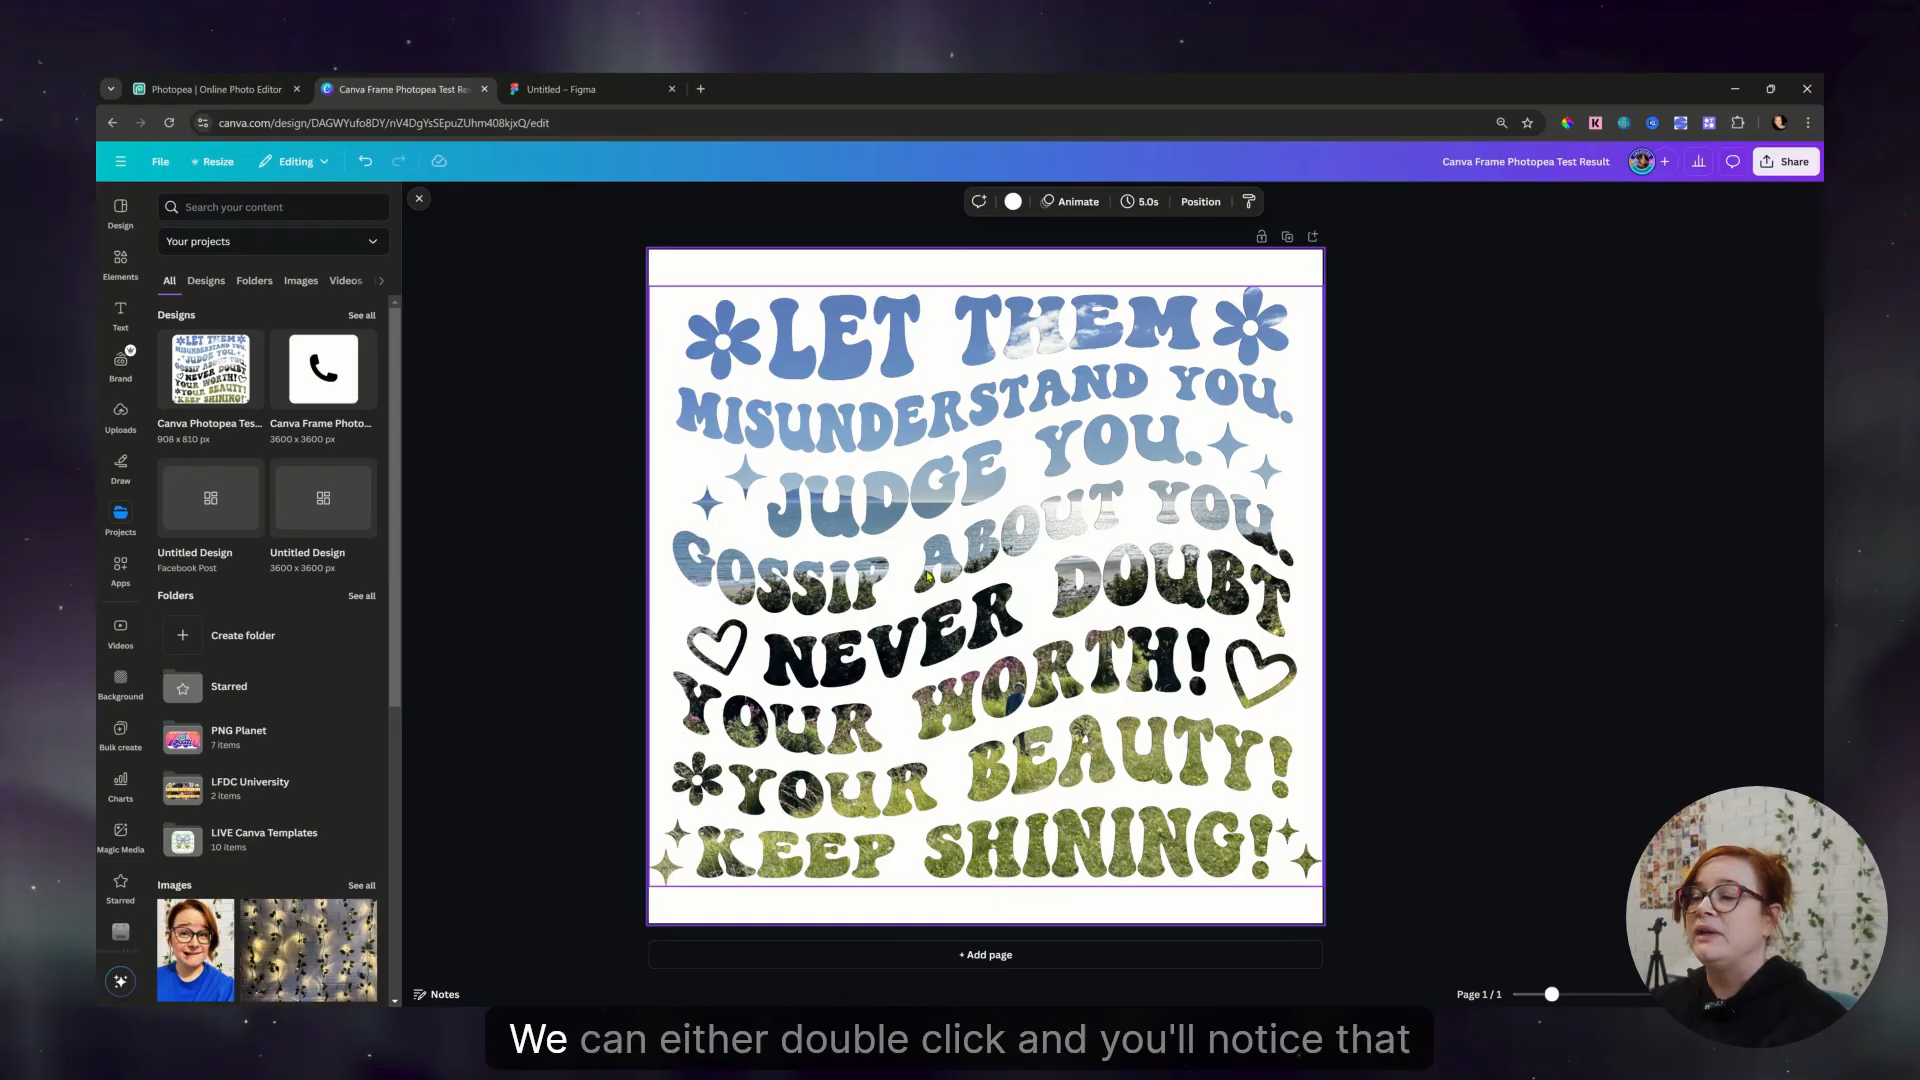 Photopea | Online Photo Editor
Canva Frame Photopea Test Res
Untitled – Figma
canva.com/design/DAGWYufo8DY/nV4DgYsSEpuZUhm408kjxQ/edit
File
Resize
Editing
Canva Frame Photopea Test Result
Share
Design
Elements
Text
Brand
Uploads
Draw
Projects
Apps
Videos
Background
Bulk create
Charts
Magic Media
Starred
Search your content
Your projects
All
Designs
Folders
Images
Videos
Designs
See all
Canva Photopea Tes...
908 x 810 px
Canva Frame Photo...
3600 x 3600 px
Untitled Design
Facebook Post
Untitled Design
3600 x 3600 px
Folders
See all
Create folder
Starred
PNG Planet
7 items
LFDC University
2 items
LIVE Canva Templates
10 items
Images
See all
Animate
5.0s
Position
LET THEM
MISUNDERSTAND YOU.
JUDGE YOU.
GOSSIP ABOUT YOU.
NEVER DOUBT
YOUR WORTH!
YOUR BEAUTY!
KEEP SHINING!
+ Add page
Notes
Page 1 / 1
We can either double click and you'll notice that